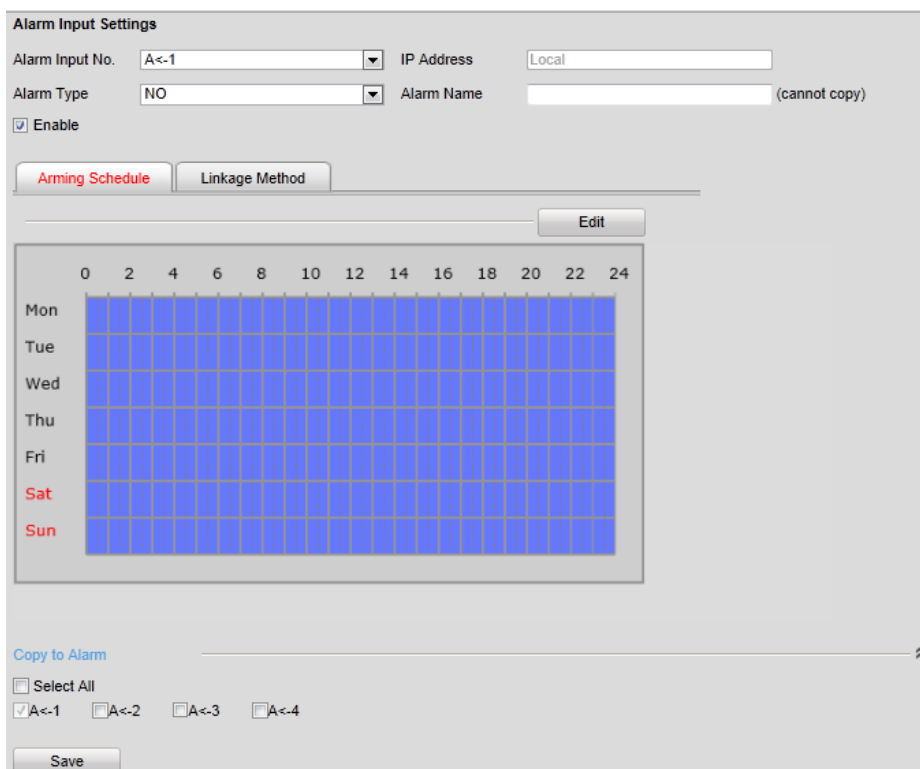 Alarm Input Settings
Alarm Input No. A<-1 IP Address Local
Alarm Type NO Alarm Name (cannot copy)
Enable
Arming Schedule Linkage Method
Edit
0 2 4 6 8 10 12 14 16 18 20 22 24
Mon
Tue
Wed
Thu
Fri
Sat
Sun
Copy to Alarm
Select All
A<-1 A<-2 A<-3 A<-4
Save